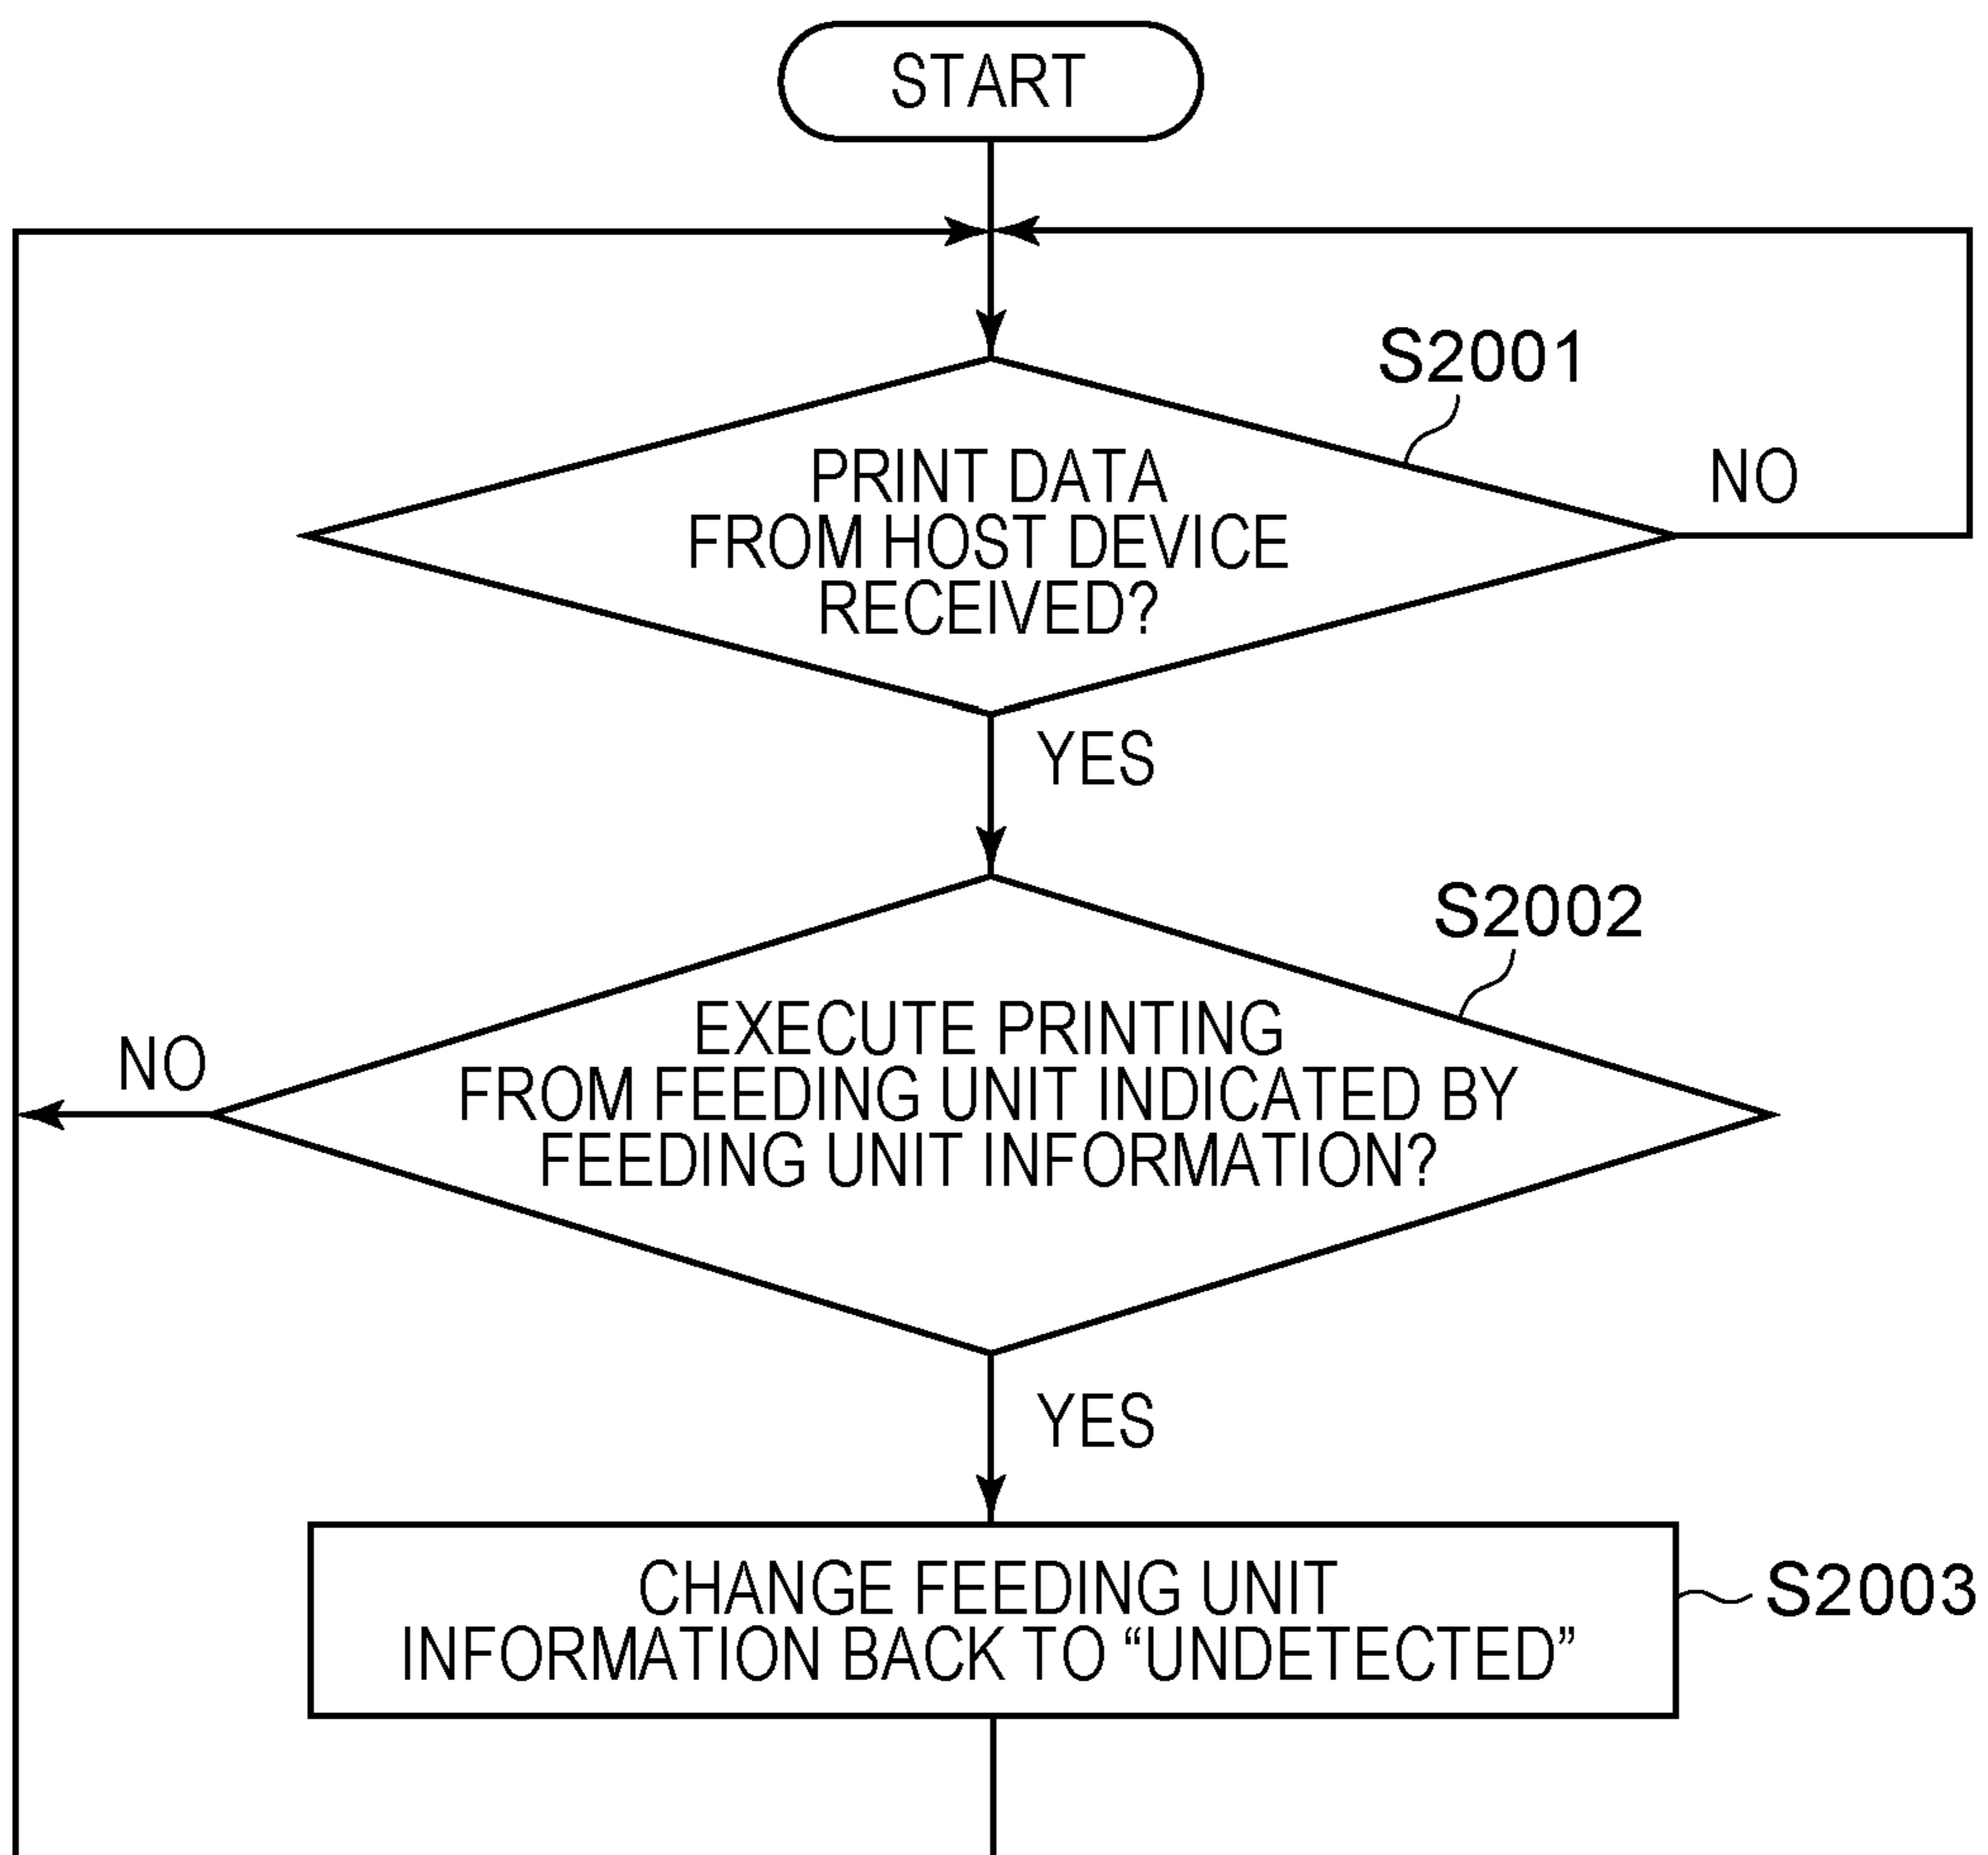 START
S2001
PRINT DATA
FROM HOST DEVICE
RECEIVED?
NO
YES
S2002
EXECUTE PRINTING
FROM FEEDING UNIT INDICATED BY
FEEDING UNIT INFORMATION?
NO
YES
CHANGE FEEDING UNIT
INFORMATION BACK TO “UNDETECTED”
S2003